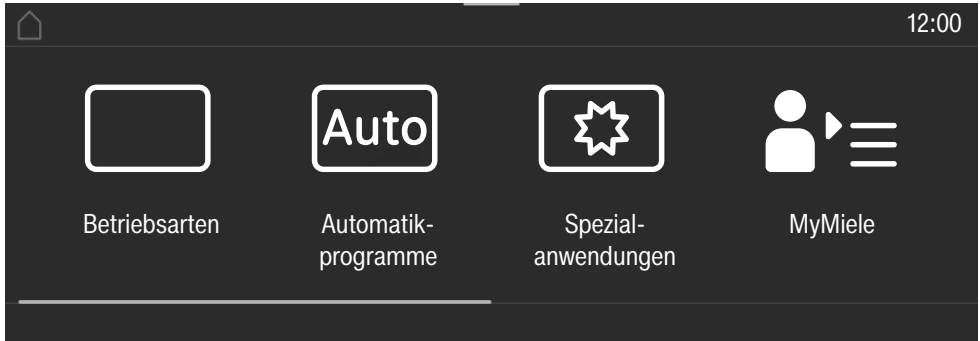 12:00
Auto
Betriebsarten
Automatik-
programme
Spezial-
anwendungen
MyMiele